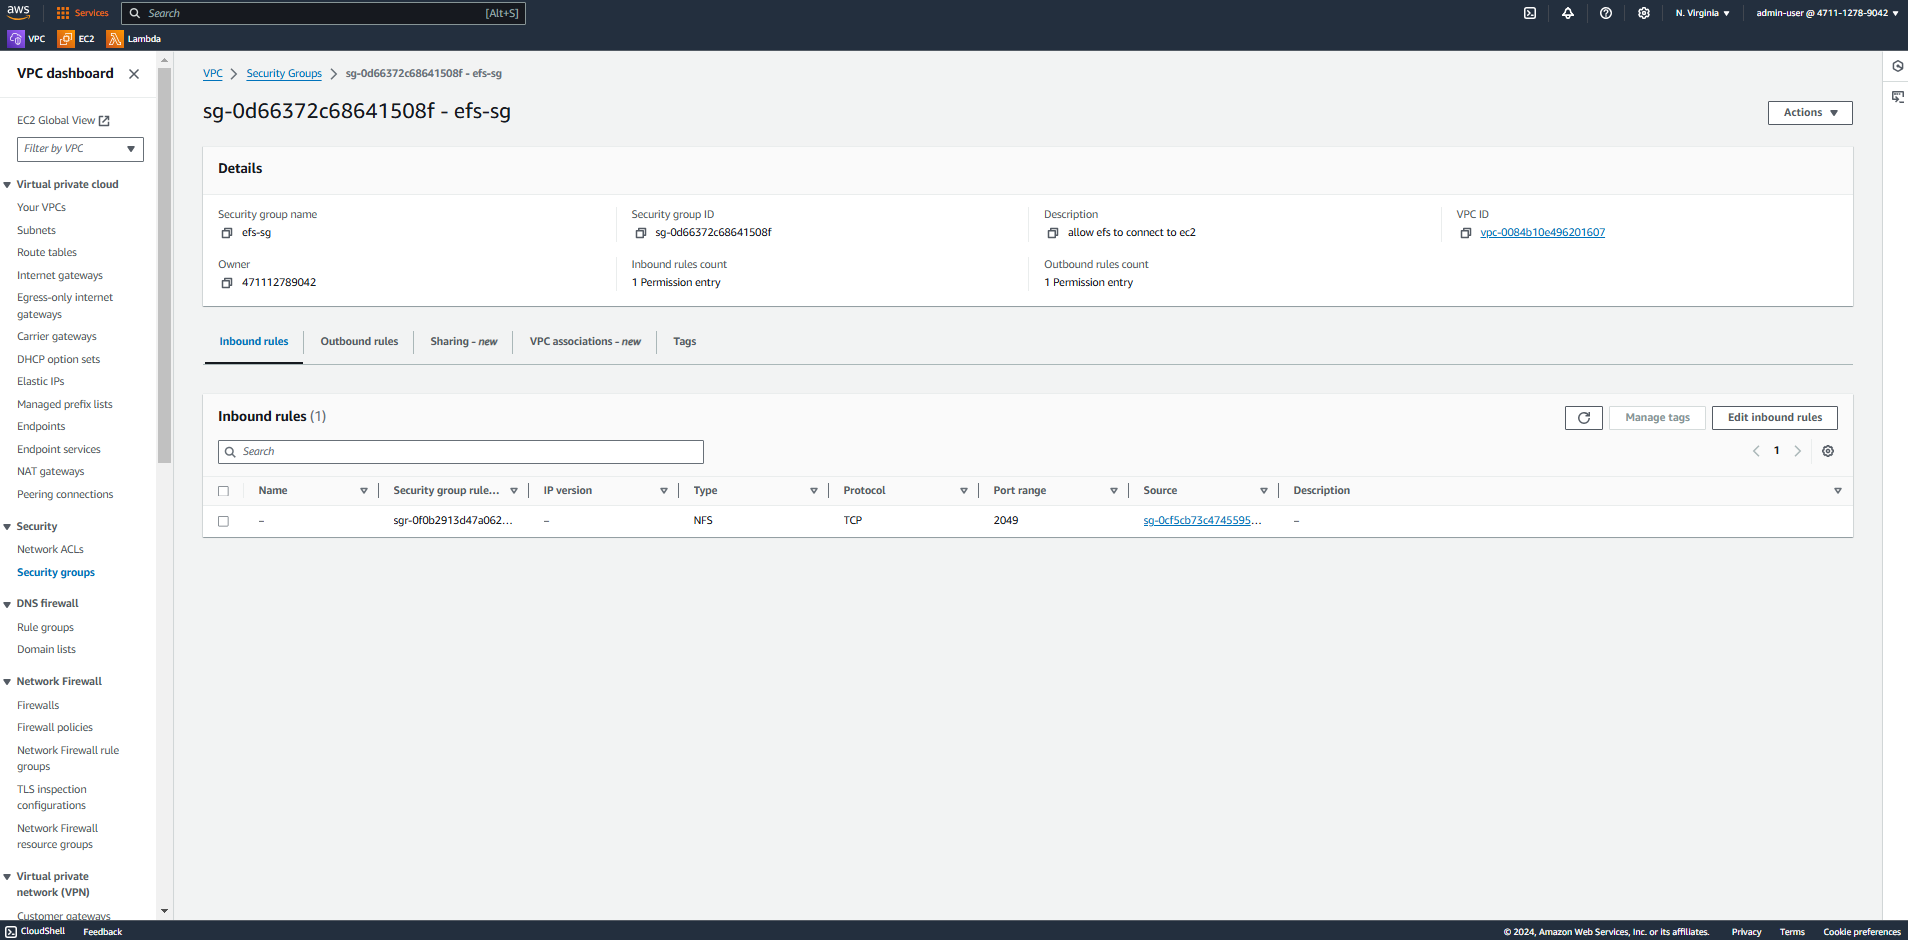 aws
Services
Search
[Alt+S]
N. Virginia
admin-user @ 4711-1278-9042
VPC
EC2
Lambda
VPC dashboard
EC2 Global View
Filter by VPC
Virtual private cloud
Your VPCs
Subnets
Route tables
Internet gateways
Egress-only internet
gateways
Carrier gateways
DHCP option sets
Elastic IPs
Managed prefix lists
Endpoints
Endpoint services
NAT gateways
Peering connections
Security
Network ACLs
Security groups
DNS firewall
Rule groups
Domain lists
Network Firewall
Firewalls
Firewall policies
Network Firewall rule
groups
TLS inspection
configurations
Network Firewall
resource groups
Virtual private
network (VPN)
Customer gateways
VPC > Security Groups > sg-0d66372c68641508f - efs-sg
sg-0d66372c68641508f - efs-sg
Actions
Details
Security group name
efs-sg
Security group ID
sg-0d66372c68641508f
Description
allow efs to connect to ec2
VPC ID
vpc-0084b10e496201607
Owner
471112789042
Inbound rules count
1 Permission entry
Outbound rules count
1 Permission entry
Inbound rules
Outbound rules
Sharing - new
VPC associations - new
Tags
Inbound rules (1)
Manage tags
Edit inbound rules
Search
1
Name
Security group rule...
IP version
Type
Protocol
Port range
Source
Description
–
sgr-0f0b2913d47a062...
–
NFS
TCP
2049
sg-0cf5cb73c4745595...
–
CloudShell
Feedback
© 2024, Amazon Web Services, Inc. or its affiliates.
Privacy
Terms
Cookie preferences